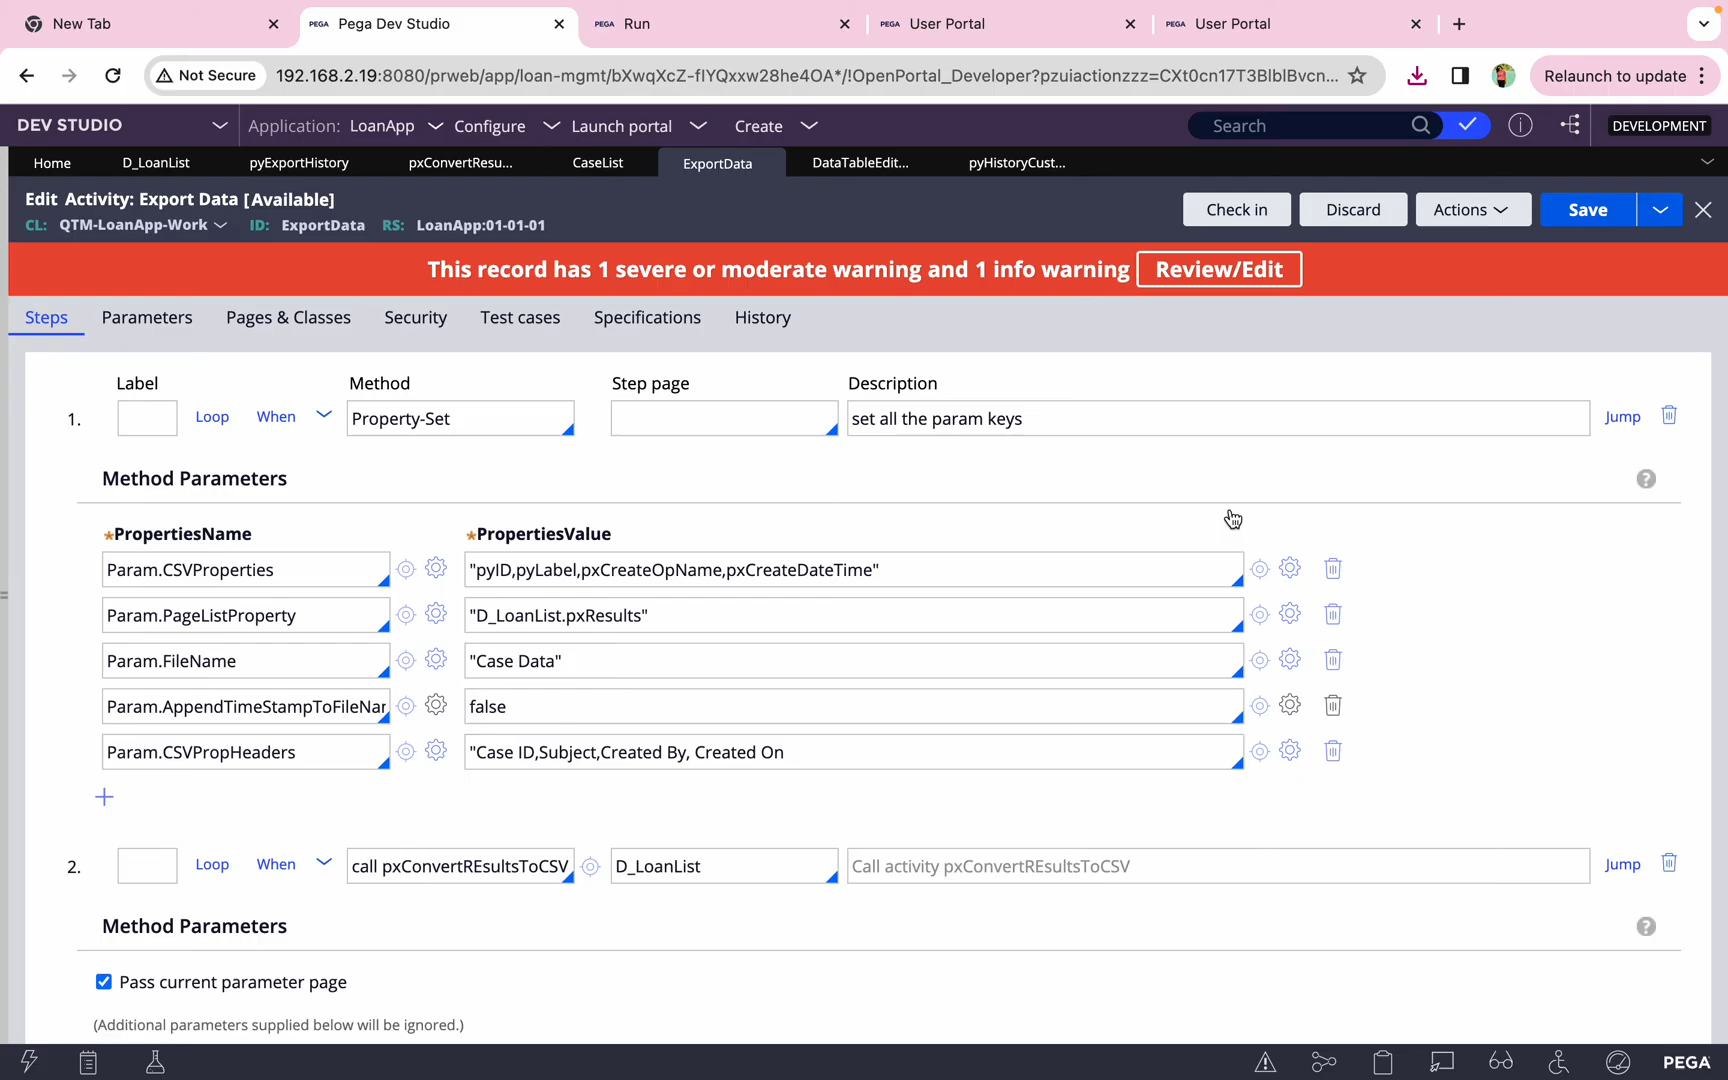 New Tab
PEGA Pega Dev Studio
PEGA Run
PEGA User Portal
PEGA User Portal
Not Secure 192.168.2.19:8080/prweb/app/loan-mgmt/bXwqXcZ-flYQxxw28he4OA*/!OpenPortal_Developer?pzuiactionzzz=CXt0cn17T3BlblBvcn... Relaunch to update
DEV STUDIO Application: LoanApp Configure Launch portal Create Search DEVELOPMENT
Home D_LoanList pyExportHistory pxConvertResu... CaseList ExportData DataTableEdit... pyHistoryCust...
Edit Activity: Export Data [Available]
CL: QTM-LoanApp-Work ID: ExportData RS: LoanApp:01-01-01
Check in Discard Actions Save
This record has 1 severe or moderate warning and 1 info warning Review/Edit
Steps Parameters Pages & Classes Security Test cases Specifications History
Label Method Step page Description
1. Loop When Property-Set set all the param keys Jump
Method Parameters ?
*PropertiesName *PropertiesValue
Param.CSVProperties "pyID,pyLabel,pxCreateOpName,pxCreateDateTime"
Param.PageListProperty "D_LoanList.pxResults"
Param.FileName "Case Data"
Param.AppendTimeStampToFileNar false
Param.CSVPropHeaders "Case ID,Subject,Created By, Created On
2. Loop When call pxConvertREsultsToCSV D_LoanList Call activity pxConvertREsultsToCSV Jump
Method Parameters ?
Pass current parameter page
(Additional parameters supplied below will be ignored.)
PEGA